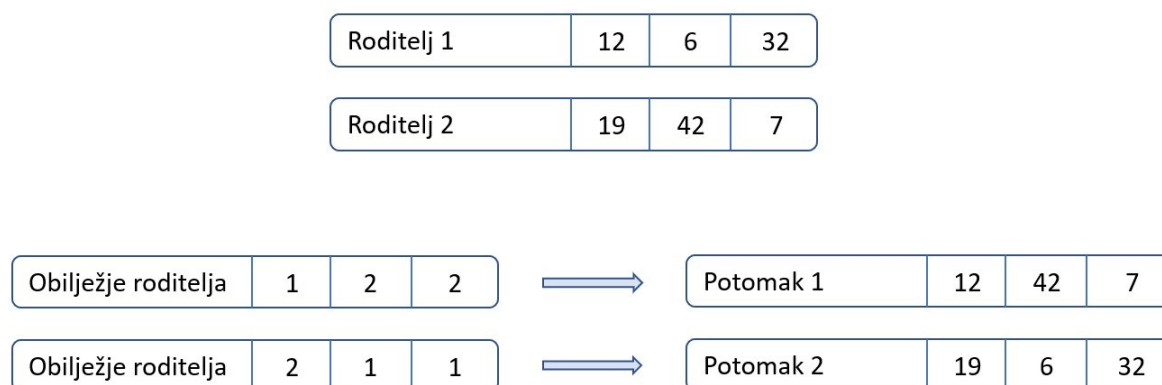 Roditelj 1 12 6 32
Roditelj 2 19 42 7
Obilježje roditelja 1 2 2 Potomak 1 12 42 7
Obilježje roditelja 2 1 1 Potomak 2 19 6 32